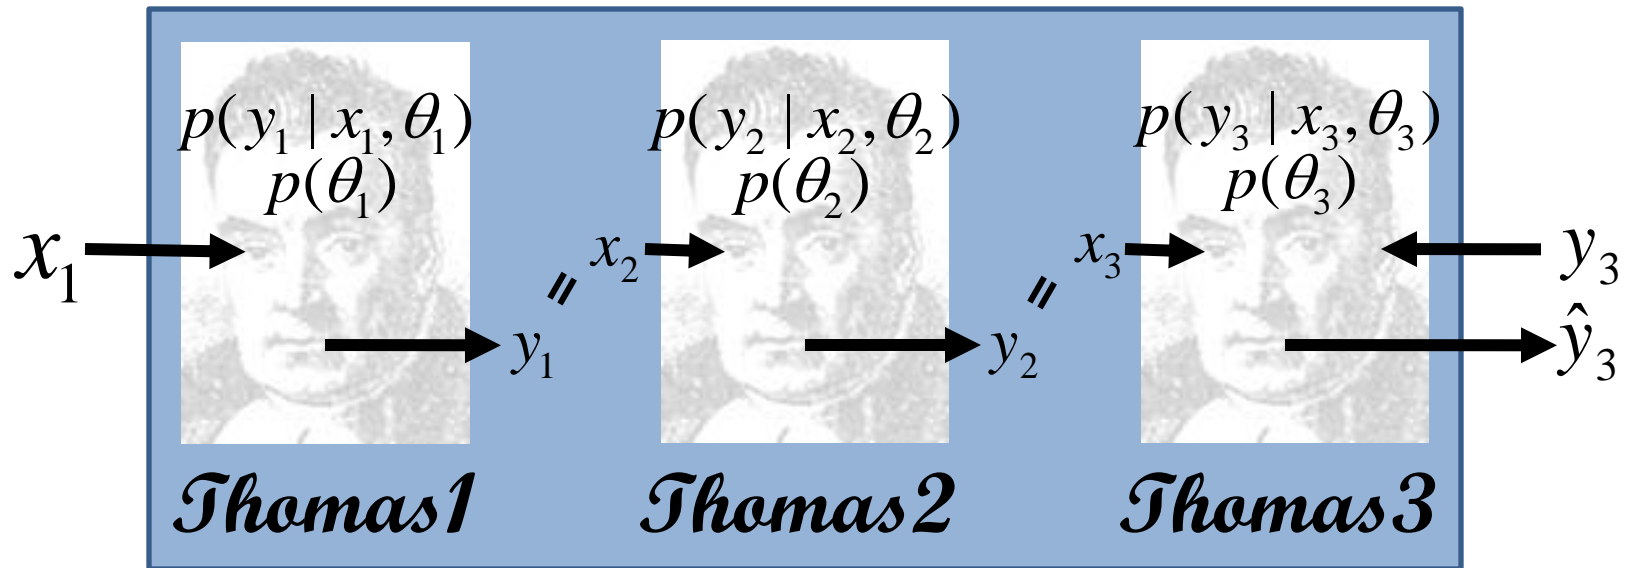 p(y₁ | x₁, θ₁)
p(θ₁)
x₁
y₁
Thomas1
p(y₂ | x₂, θ₂)
p(θ₂)
= x₂
y₂
Thomas2
p(y₃ | x₃, θ₃)
p(θ₃)
= x₃
y₃
ŷ₃
Thomas3